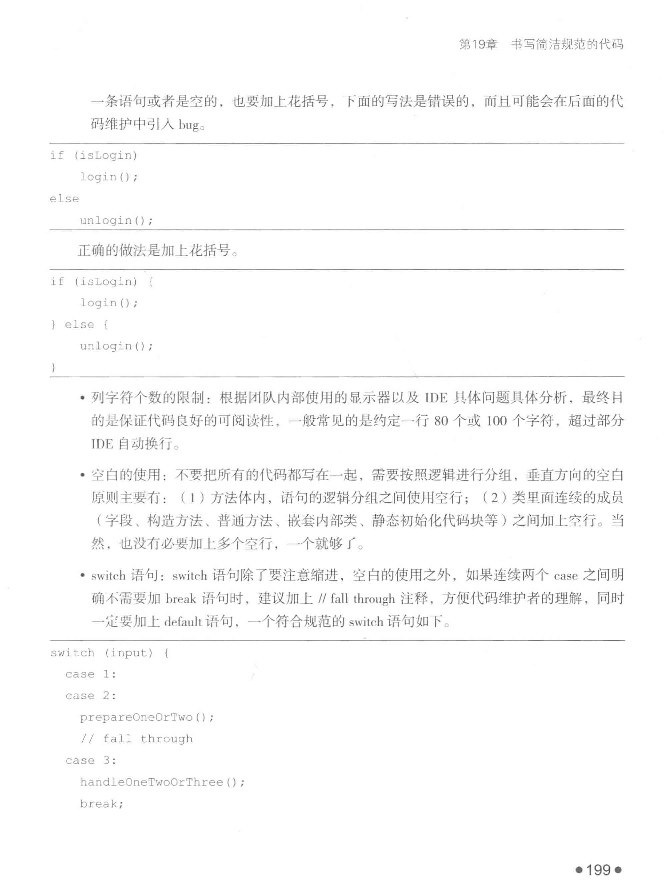 第19章 书写简洁规范的代码
一条语句或者是空的，也要加上花括号，下面的写法是错误的，而且可能会在后面的代
码维护中引入 bug。
if (isLogin)
    login();
else
    unlogin();
正确的做法是加上花括号。
if (isLogin) {
    login();
} else {
    unlogin();
}
• 列字符个数的限制：根据团队内部使用的显示器以及 IDE 具体问题具体分析，最终目
的是保证代码良好的可阅读性，一般常见的是约定一行 80 个或 100 个字符，超过部分
IDE 自动换行。
• 空白的使用：不要把所有的代码都写在一起，需要按照逻辑进行分组，垂直方向的空白
原则主要有：（1）方法体内，语句的逻辑分组之间使用空行；（2）类里面连续的成员
（字段、构造方法、普通方法、嵌套内部类、静态初始化代码块等）之间加上空行。当
然，也没有必要加上多个空行，一个就够了。
• switch 语句：switch 语句除了要注意缩进，空白的使用之外，如果连续两个 case 之间明
确不需要加 break 语句时，建议加上 // fall through 注释，方便代码维护者的理解，同时
一定要加上 default 语句，一个符合规范的 switch 语句如下。
switch (input) {
  case 1:
  case 2:
    prepareOneOrTwo();
    // fall through
  case 3:
    handleOneTwoOrThree();
    break;
●199●